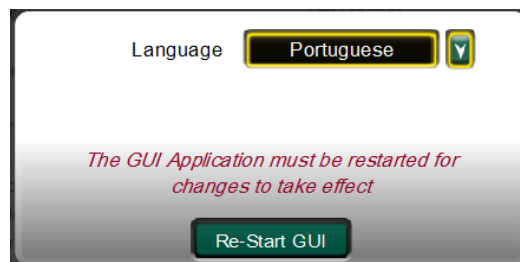 Language Portuguese
The GUI Application must be restarted for
changes to take effect
Re-Start GUI